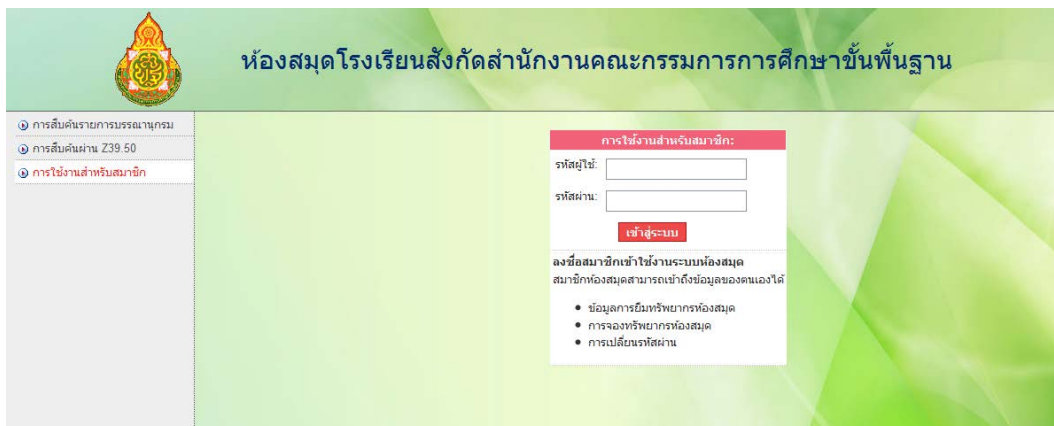 ห้องสมุดโรงเรียนสังกัดสำนักงานคณะกรรมการการศึกษาขั้นพื้นฐาน
การสืบค้นรายการบรรณานุกรม
การสืบค้นผ่าน Z39.50
การใช้งานสำหรับสมาชิก
การใช้งานสำหรับสมาชิก:
รหัสผู้ใช้:
รหัสผ่าน:
เข้าสู่ระบบ
ลงชื่อสมาชิกเข้าใช้งานระบบห้องสมุด
สมาชิกห้องสมุดสามารถเข้าถึงข้อมูลของตนเองได้
ข้อมูลการยืมทรัพยากรห้องสมุด
การจองทรัพยากรห้องสมุด
การเปลี่ยนรหัสผ่าน